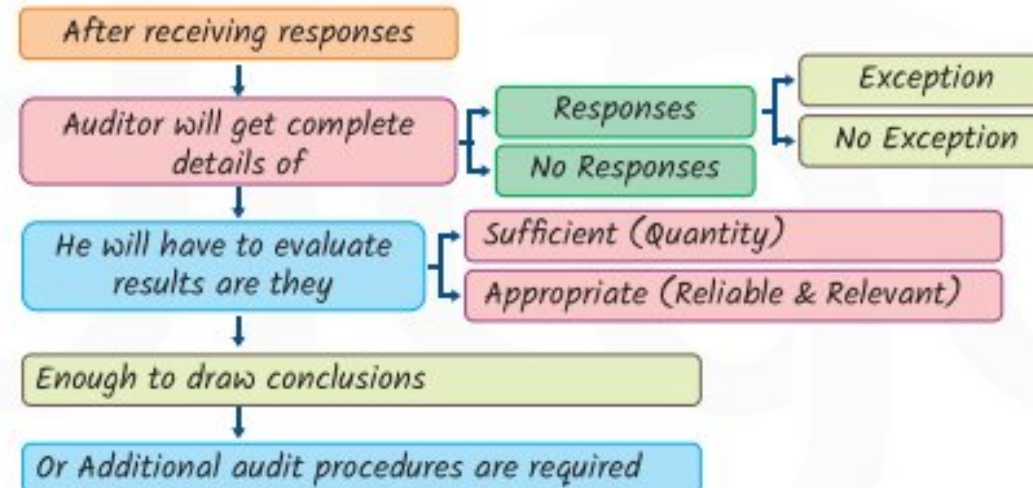 After receiving responses
Auditor will get complete
details of
Responses
No Responses
Exception
No Exception
He will have to evaluate
results are they
Sufficient (Quantity)
Appropriate (Reliable & Relevant)
Enough to draw conclusions
Or Additional audit procedures are required